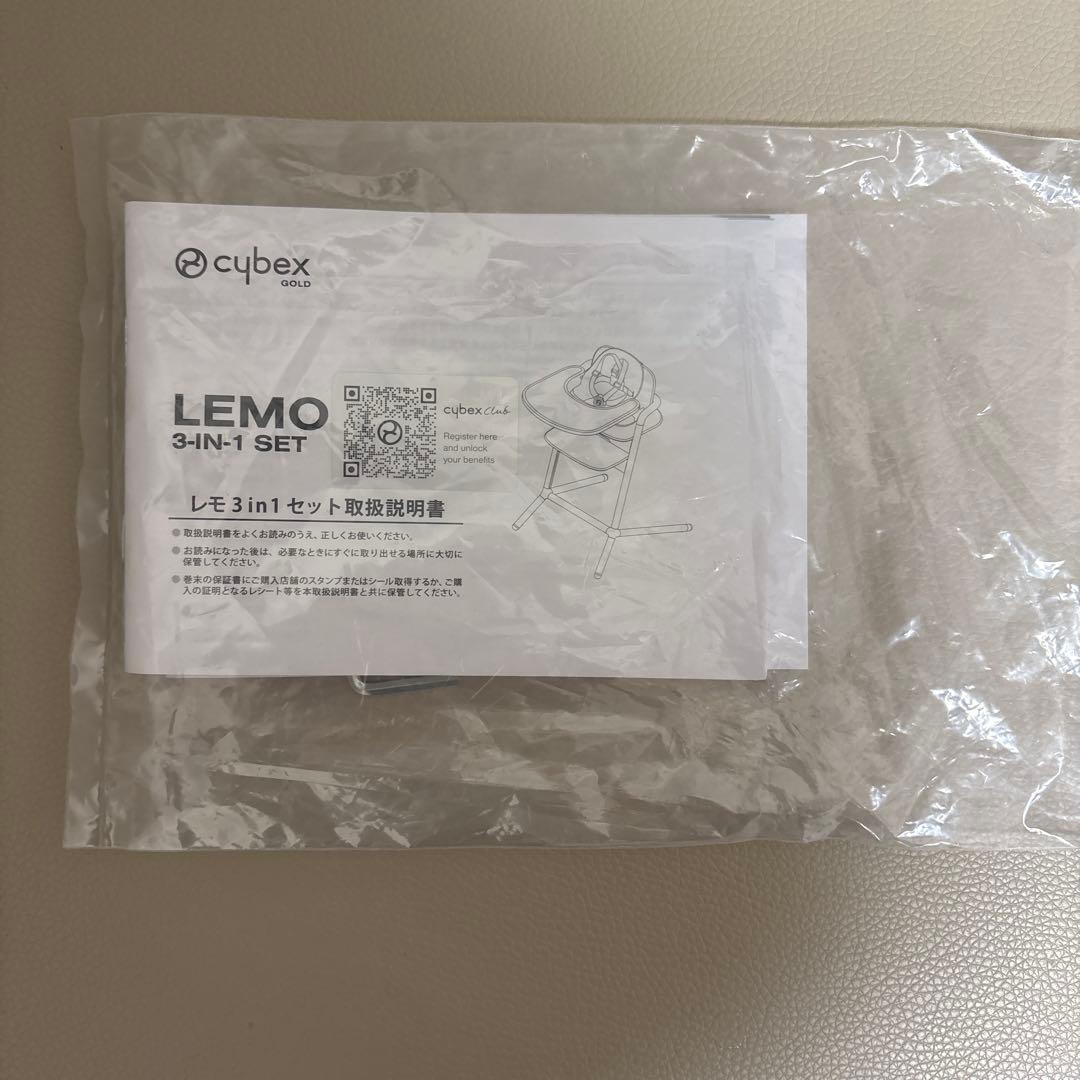 cybex
GOLD
LEMO
3-IN-1 SET
cybex club
Register here
and unlock
your benefits
レモ3in1セット取扱説明書
● 取扱説明書をよくお読みのうえ、正しくお使いください。
● お読みになった後は、必要なときにすぐに取り出せる場所に大切に
保管してください。
● 巻末の保証書にご購入店舗のスタンプまたはシール取得するか、ご購
入の証明となるレシート等を本取扱説明書と共に保管してください。